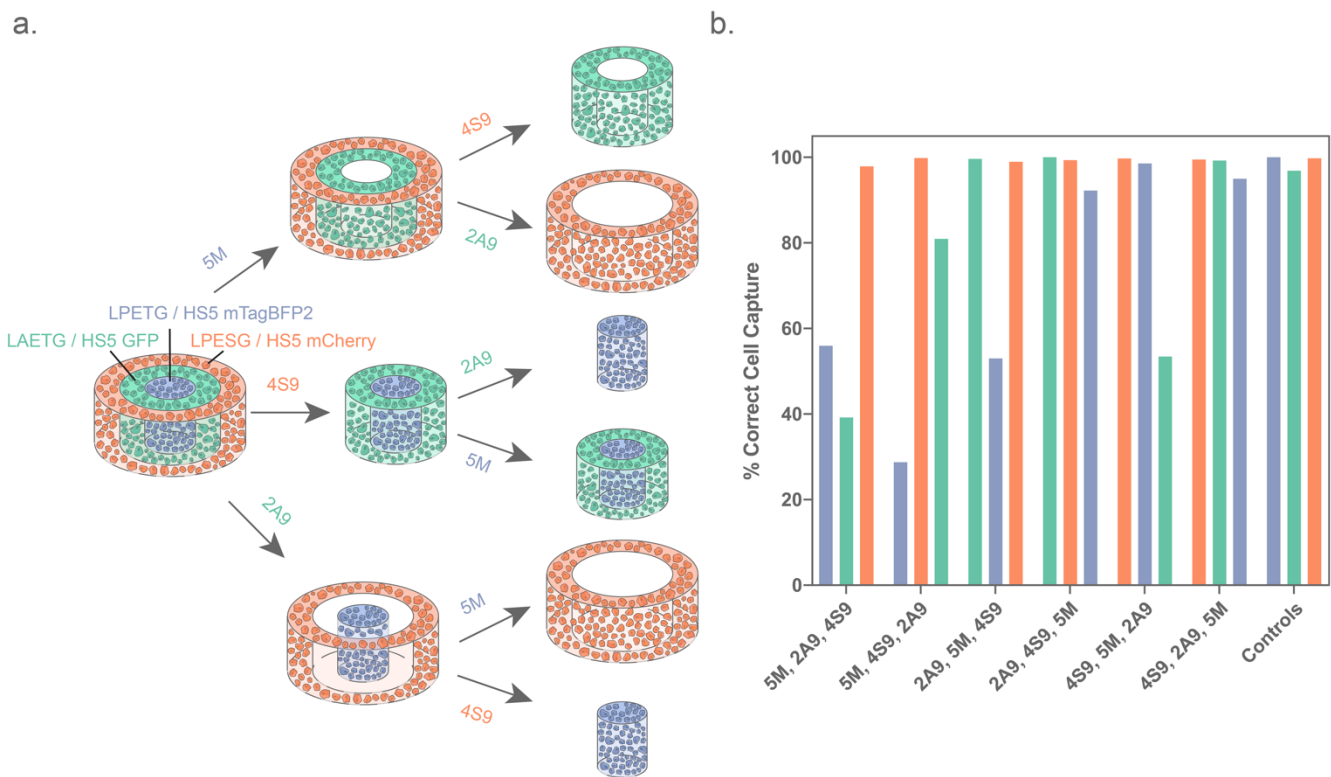 a.
4S9
2A9
5M
LPETG / HS5 mTagBFP2
LAETG / HS5 GFP
LPESG / HS5 mCherry
4S9
2A9
5M
2A9
5M
4S9
b.
% Correct Cell Capture
100
80
60
40
20
0
5M, 2A9, 4S9
5M, 4S9, 2A9
2A9, 5M, 4S9
2A9, 4S9, 5M
4S9, 5M, 2A9
4S9, 2A9, 5M
Controls